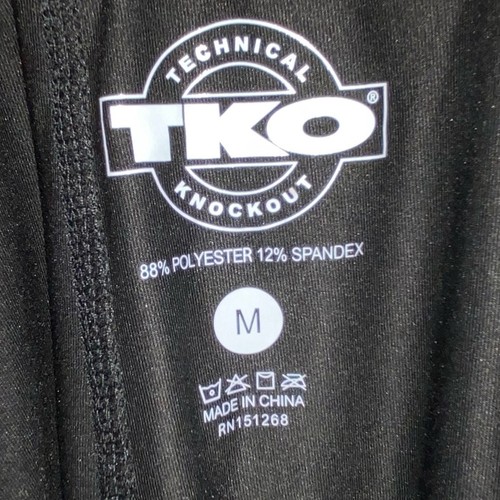 TECHNICAL
TKO®
KNOCKOUT
88% POLYESTER 12% SPANDEX
M
MADE IN CHINA
RN151268